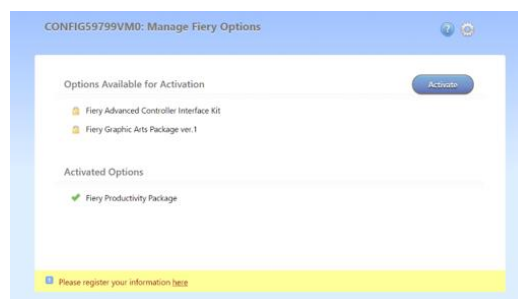 CONFIG59799VM0: Manage Fiery Options
Options Available for Activation
Activate
Fiery Advanced Controller Interface Kit
Fiery Graphic Arts Package ver.1
Activated Options
Fiery Productivity Package
Please register your information here